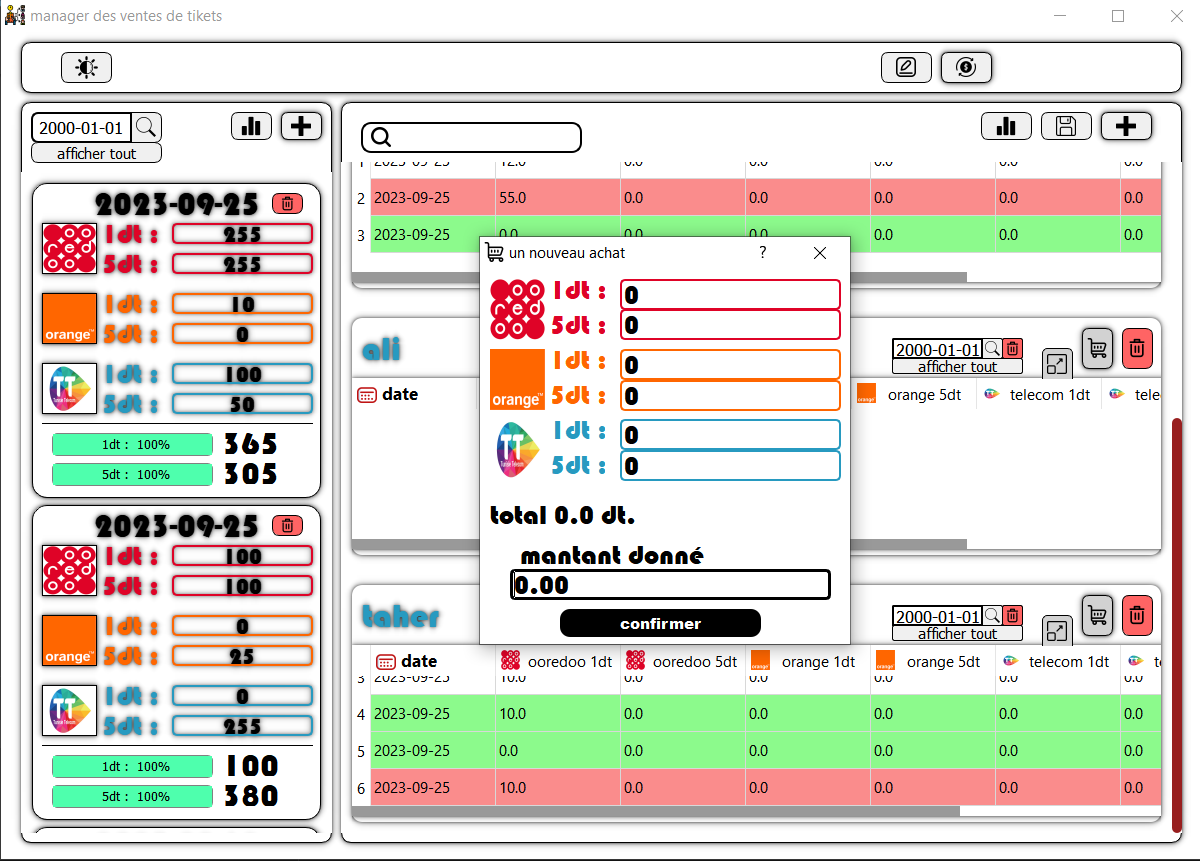 manager des ventes de tikets
2000-01-01
afficher tout
2023-09-25
1dt : 255
red
5dt : 255
1dt : 10
orange™
5dt : 0
1dt : 100
5dt : 50
1dt : 100% 365
5dt : 100% 305
2023-09-25
1dt : 100
red
5dt : 100
1dt : 0
orange™
5dt : 25
1dt : 0
5dt : 255
1dt : 100% 100
5dt : 100% 380
1 2023-09-25 12.0 0.0 0.0 0.0 0.0 0.0
2 2023-09-25 55.0 0.0 0.0 0.0 0.0 0.0
3 2023-09-25 0.0 0.0 0.0 0.0 0.0 0.0
un nouveau achat ?
1dt : 0
red
5dt : 0
1dt : 0
orange™
5dt : 0
1dt : 0
TT
5dt : 0
total 0.0 dt.
mantant donné
0.00
confirmer
ali
2000-01-01
afficher tout
date orange 5dt telecom 1dt tele
taher
2000-01-01
afficher tout
date ooredoo 1dt ooredoo 5dt orange 1dt orange 5dt telecom 1dt t
3 2023-09-25 10.0 0.0 0.0 0.0 0.0 0.0
4 2023-09-25 10.0 0.0 0.0 0.0 0.0 0.0
5 2023-09-25 0.0 0.0 0.0 0.0 0.0 0.0
6 2023-09-25 10.0 0.0 0.0 0.0 0.0 0.0